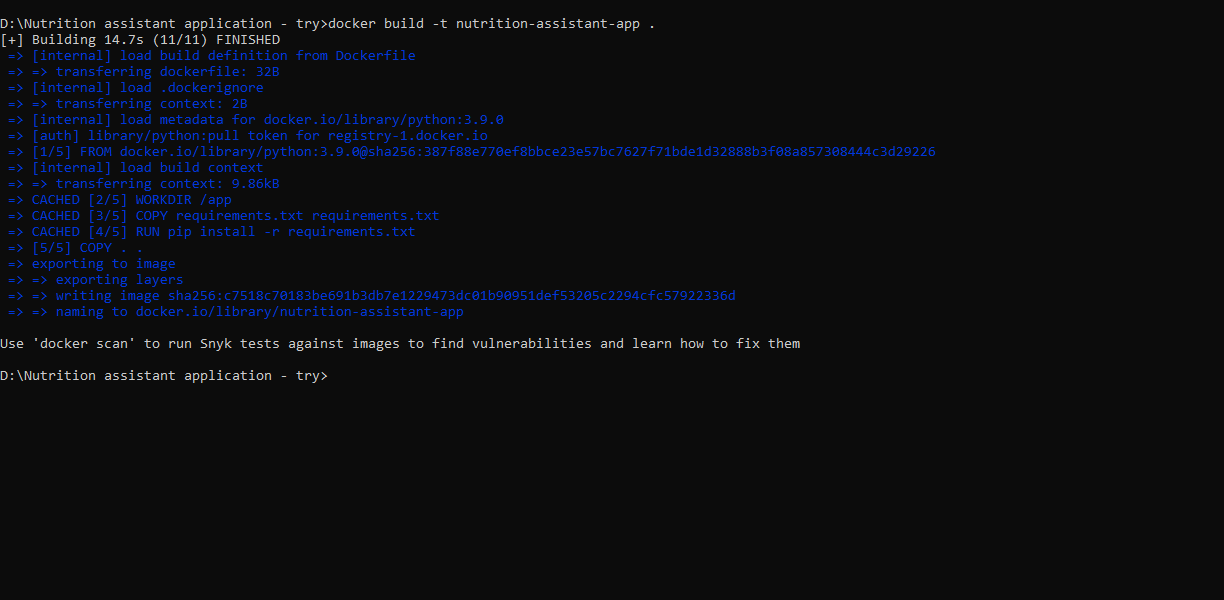 D:\Nutrition assistant application - try>docker build -t nutrition-assistant-app .
[+] Building 14.7s (11/11) FINISHED
=> [internal] load build definition from Dockerfile
=> => transferring dockerfile: 32B
=> [internal] load .dockerignore
=> => transferring context: 2B
=> [internal] load metadata for docker.io/library/python:3.9.0
=> [auth] library/python:pull token for registry-1.docker.io
=> [1/5] FROM docker.io/library/python:3.9.0@sha256:387f88e770ef8bbce23e57bc7627f71bde1d32888b3f08a857308444c3d29226
=> [internal] load build context
=> => transferring context: 9.86kB
=> CACHED [2/5] WORKDIR /app
=> CACHED [3/5] COPY requirements.txt requirements.txt
=> CACHED [4/5] RUN pip install -r requirements.txt
=> [5/5] COPY . .
=> exporting to image
=> => exporting layers
=> => writing image sha256:c7518c70183be691b3db7e1229473dc01b90951def53205c2294cfc57922336d
=> => naming to docker.io/library/nutrition-assistant-app
Use 'docker scan' to run Snyk tests against images to find vulnerabilities and learn how to fix them
D:\Nutrition assistant application - try>